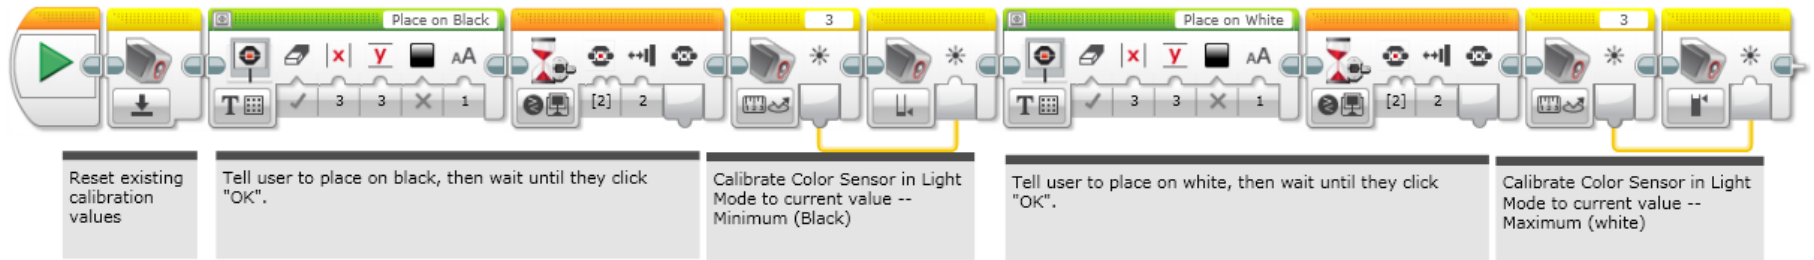 Place on Black
3
Place on White
3
T
3
3
1
[2]
2
T
3
3
1
[2]
2
Reset existing
calibration
values
Tell user to place on black, then wait until they click
"OK".
Calibrate Color Sensor in Light
Mode to current value --
Minimum (Black)
Tell user to place on white, then wait until they click
"OK".
Calibrate Color Sensor in Light
Mode to current value --
Maximum (white)